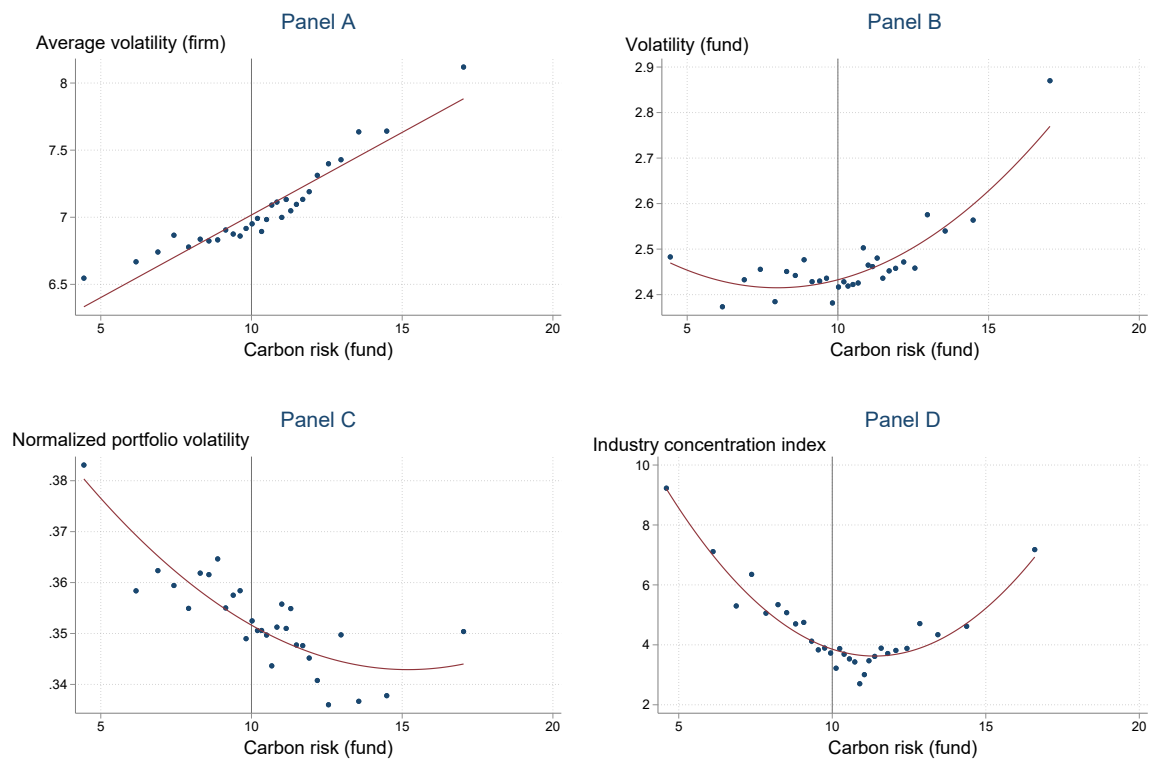 Panel A
Average volatility (firm)
8
7.5
7
6.5
5 10 15 20
Carbon risk (fund)
Panel B
Volatility (fund)
2.9
2.8
2.7
2.6
2.5
2.4
5 10 15 20
Carbon risk (fund)
Panel C
Normalized portfolio volatility
.38
.37
.36
.35
.34
5 10 15 20
Carbon risk (fund)
Panel D
Industry concentration index
10
8
6
4
2
5 10 15 20
Carbon risk (fund)